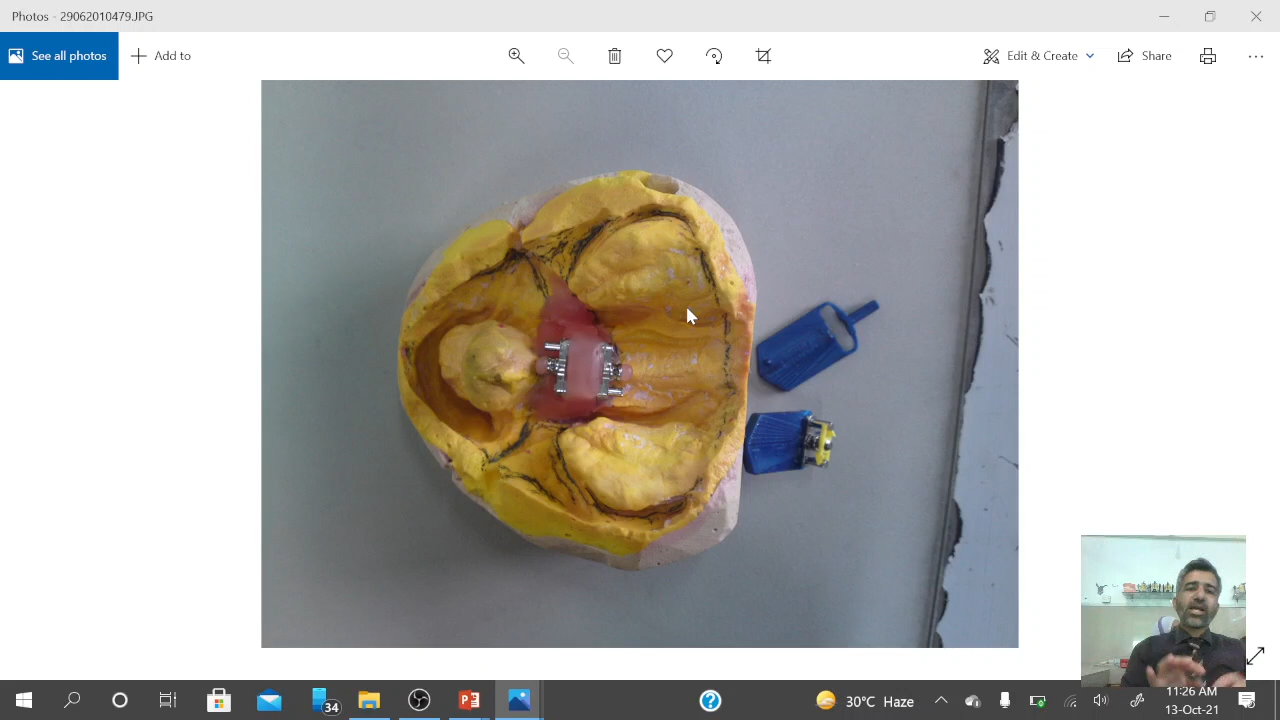 Photos - 29062010479.JPG
See all photos
Add to
Edit & Create
Share
34
30°C Haze
11:26 AM
13-Oct-21